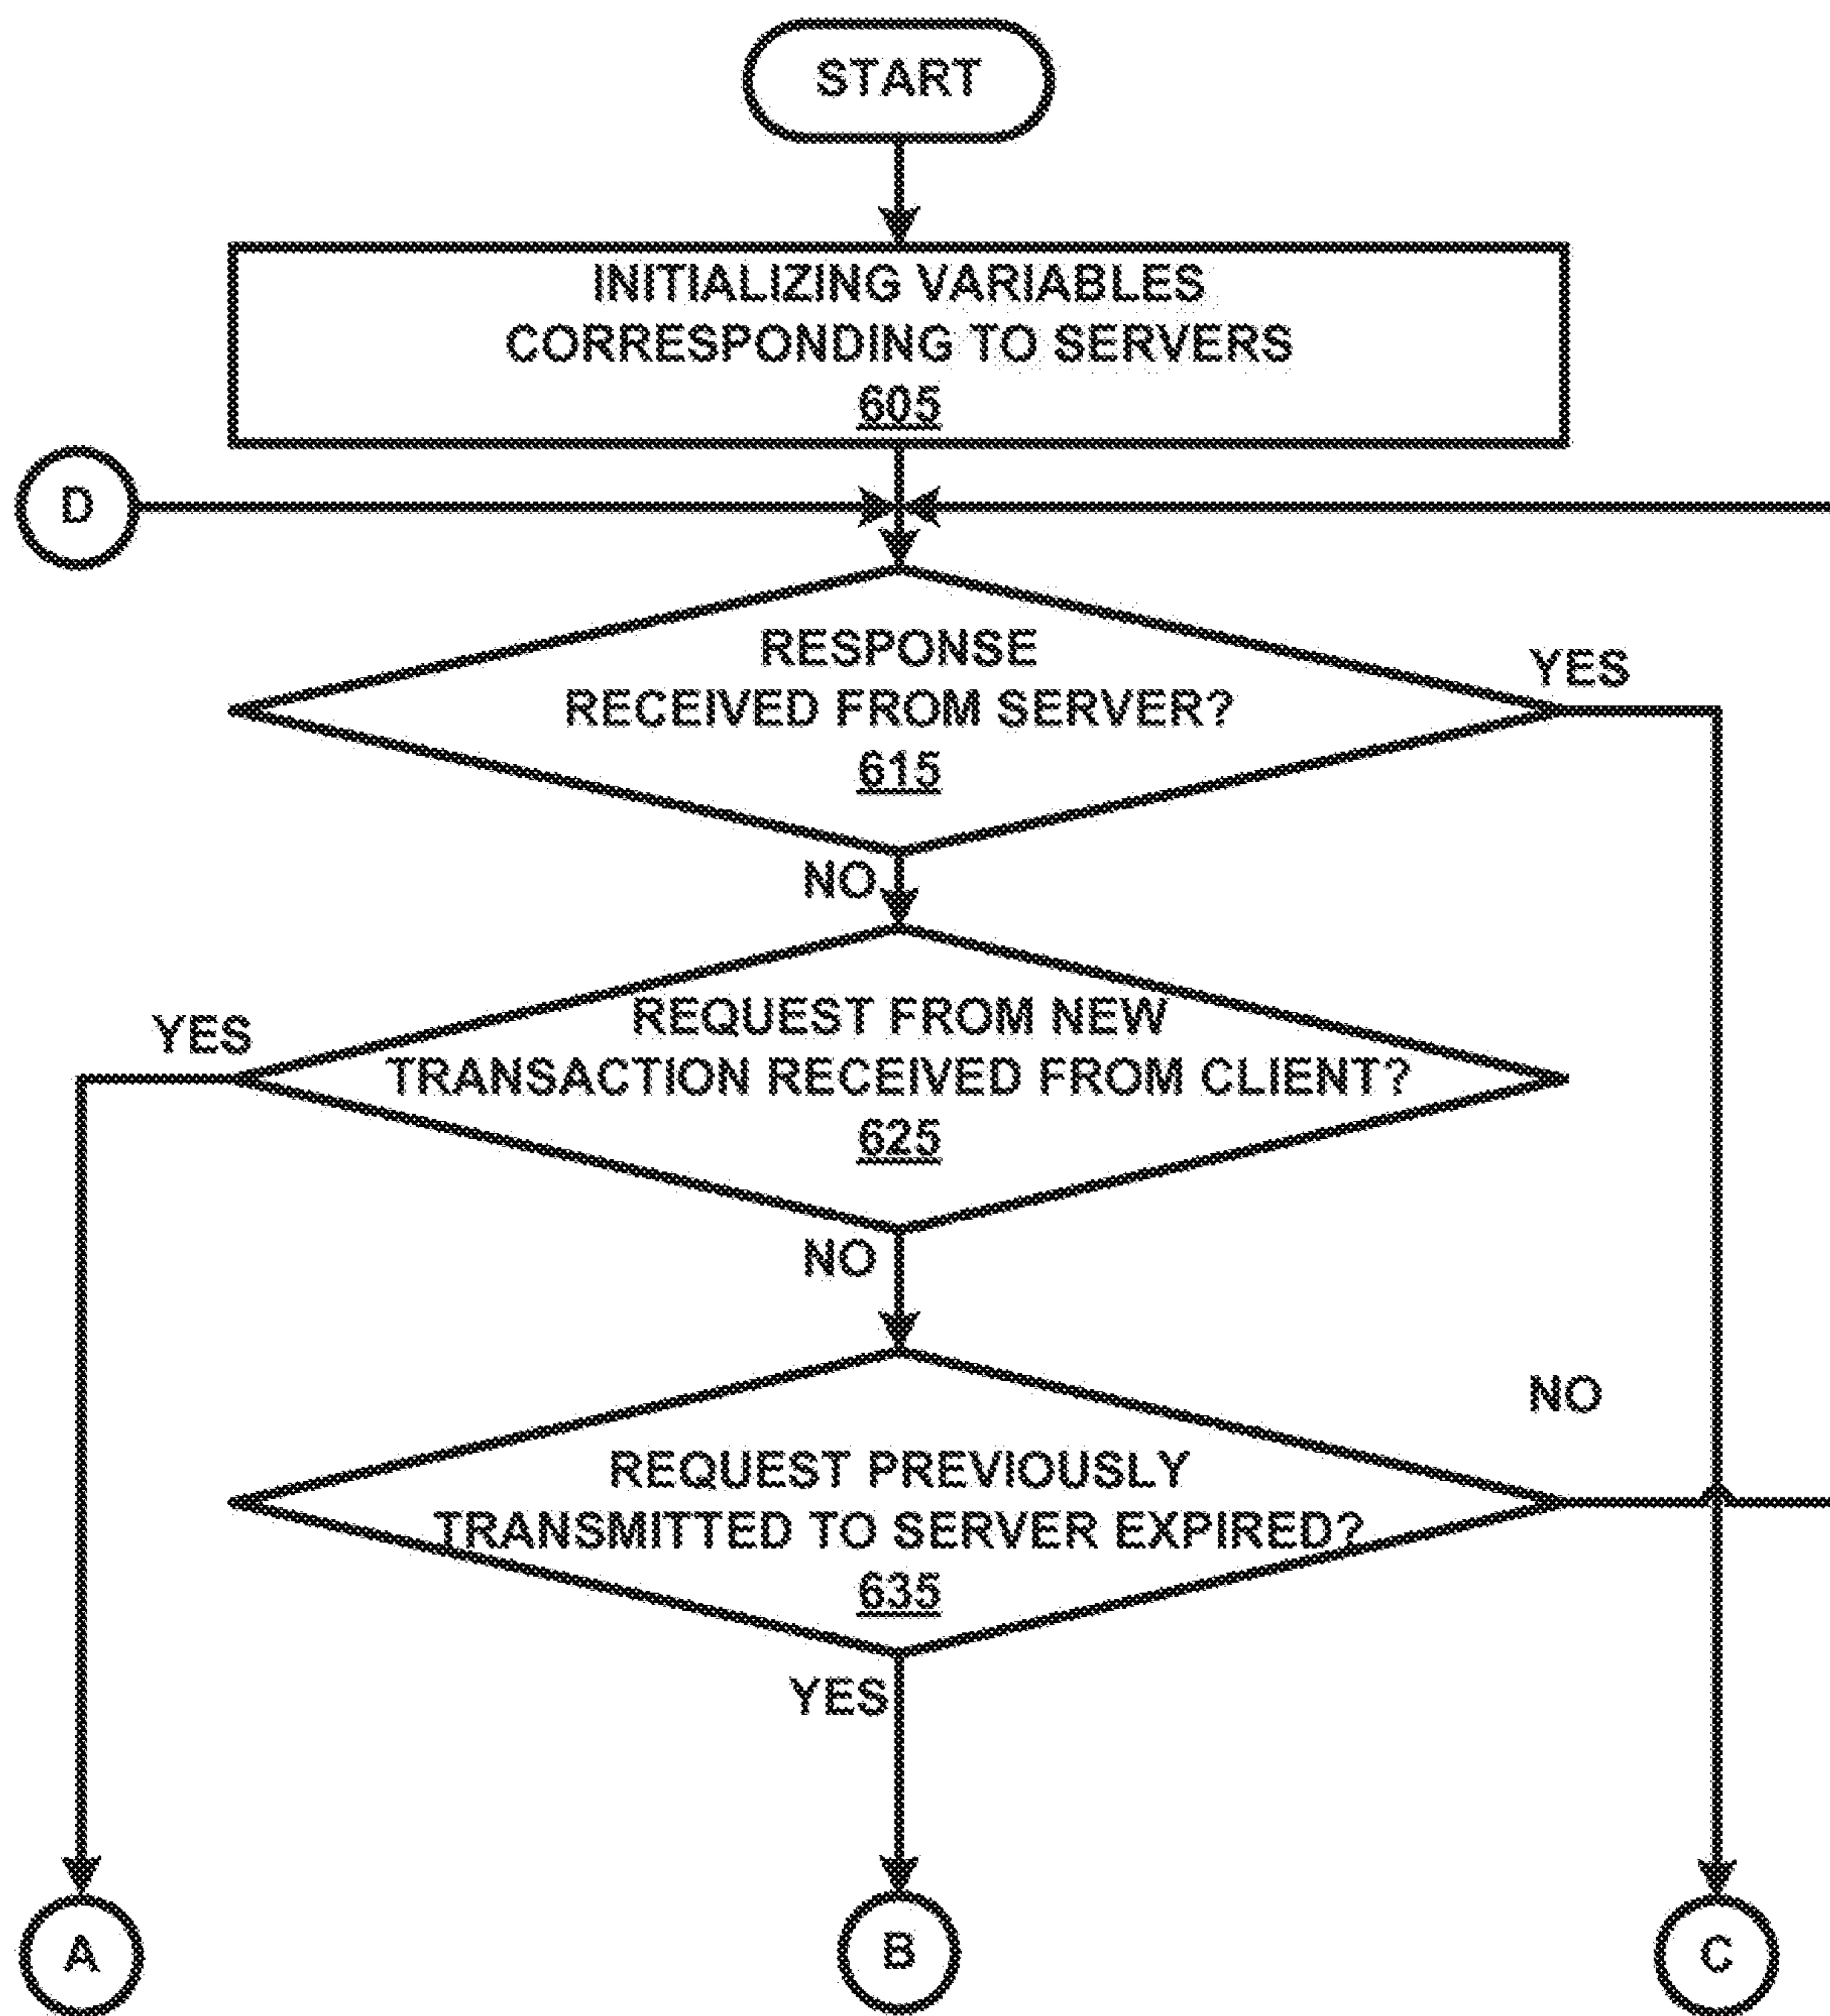 START
INITIALIZING VARIABLES
CORRESPONDING TO SERVERS
605
D
RESPONSE
RECEIVED FROM SERVER?
615
YES
NO
REQUEST FROM NEW
TRANSACTION RECEIVED FROM CLIENT?
625
YES
NO
REQUEST PREVIOUSLY
TRANSMITTED TO SERVER EXPIRED?
635
NO
YES
A
B
C